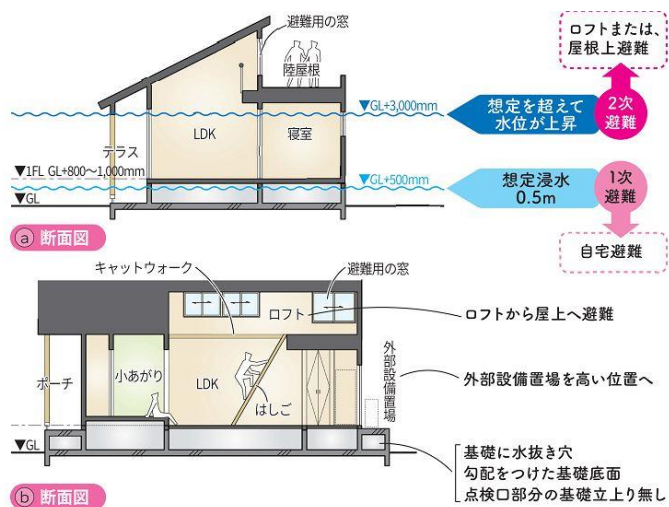 避難用の窓
陸屋根
ロフトまたは、
屋根上避難
▼GL+3,000mm
想定を超えて
水位が上昇
2次
避難
LDK
寝室
テラス
▼1FL GL+800〜1,000mm
▼GL+500mm
想定浸水
0.5m
1次
避難
▼GL
自宅避難
ⓐ 断面図
キャットウォーク
避難用の窓
ロフト
ロフトから屋上へ避難
ポーチ
小あがり
LDK
はしご
外部設備置場
外部設備置場を高い位置へ
▼GL
基礎に水抜き穴
勾配をつけた基礎底面
点検口部分の基礎立上り無し
ⓑ 断面図